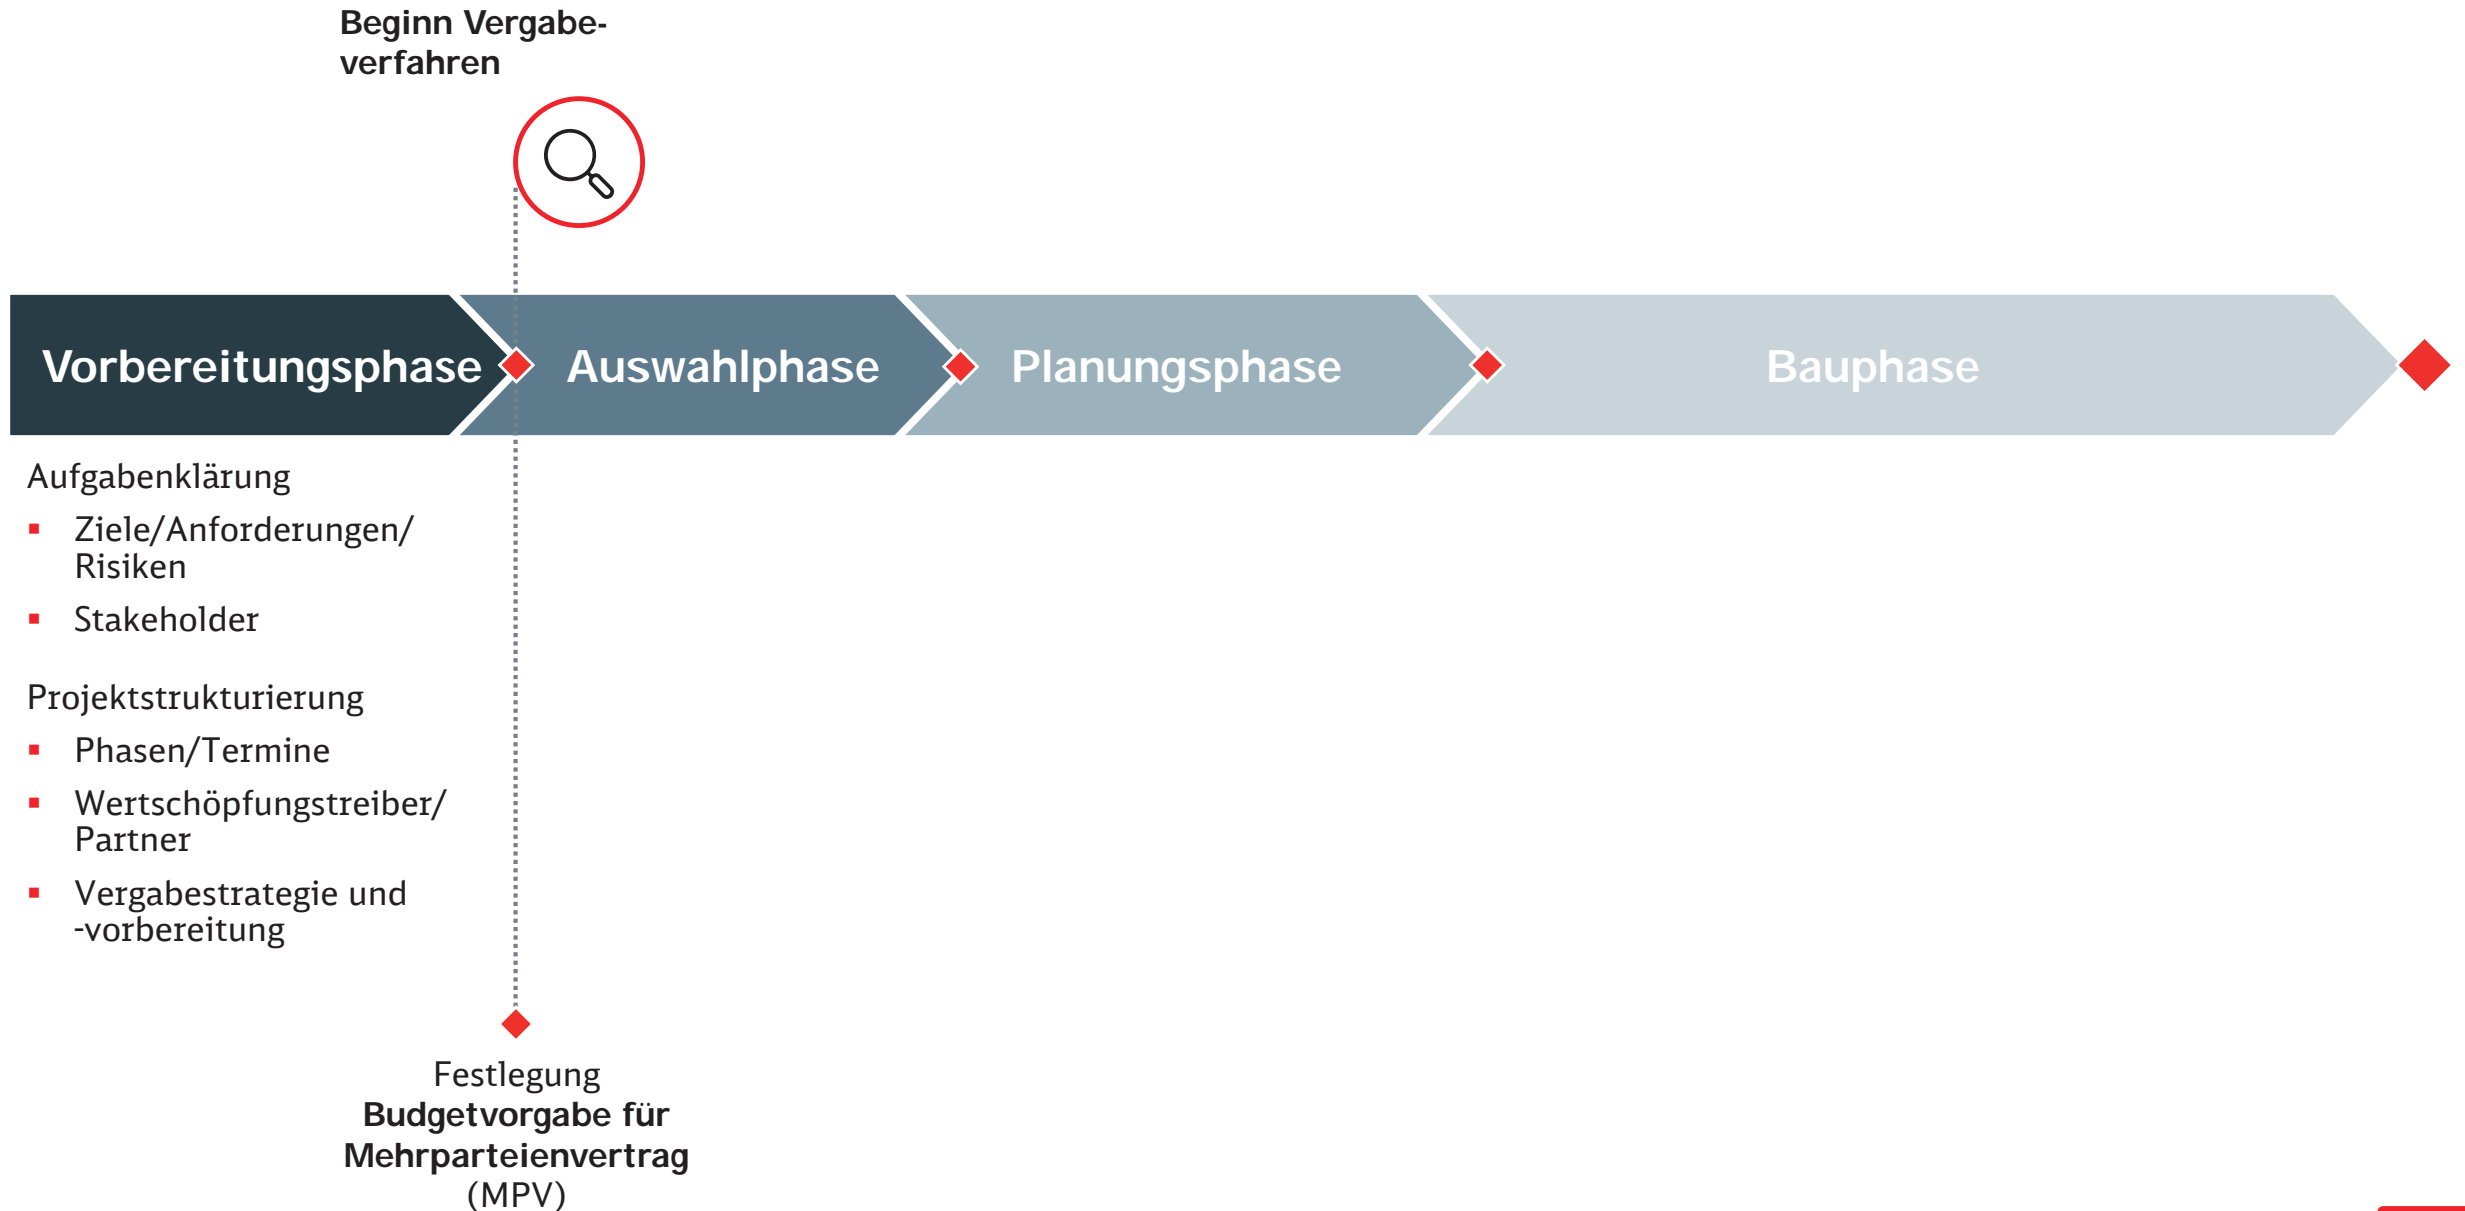 Beginn Vergabe-
verfahren
Vorbereitungsphase
Auswahlphase
Planungsphase
Bauphase
Aufgabenklärung
Ziele/Anforderungen/
Risiken
Stakeholder
Projektstrukturierung
Phasen/Termine
Wertschöpfungstreiber/
Partner
Vergabestrategie und
-vorbereitung
Festlegung
Budgetvorgabe für
Mehrparteienvertrag
(MPV)